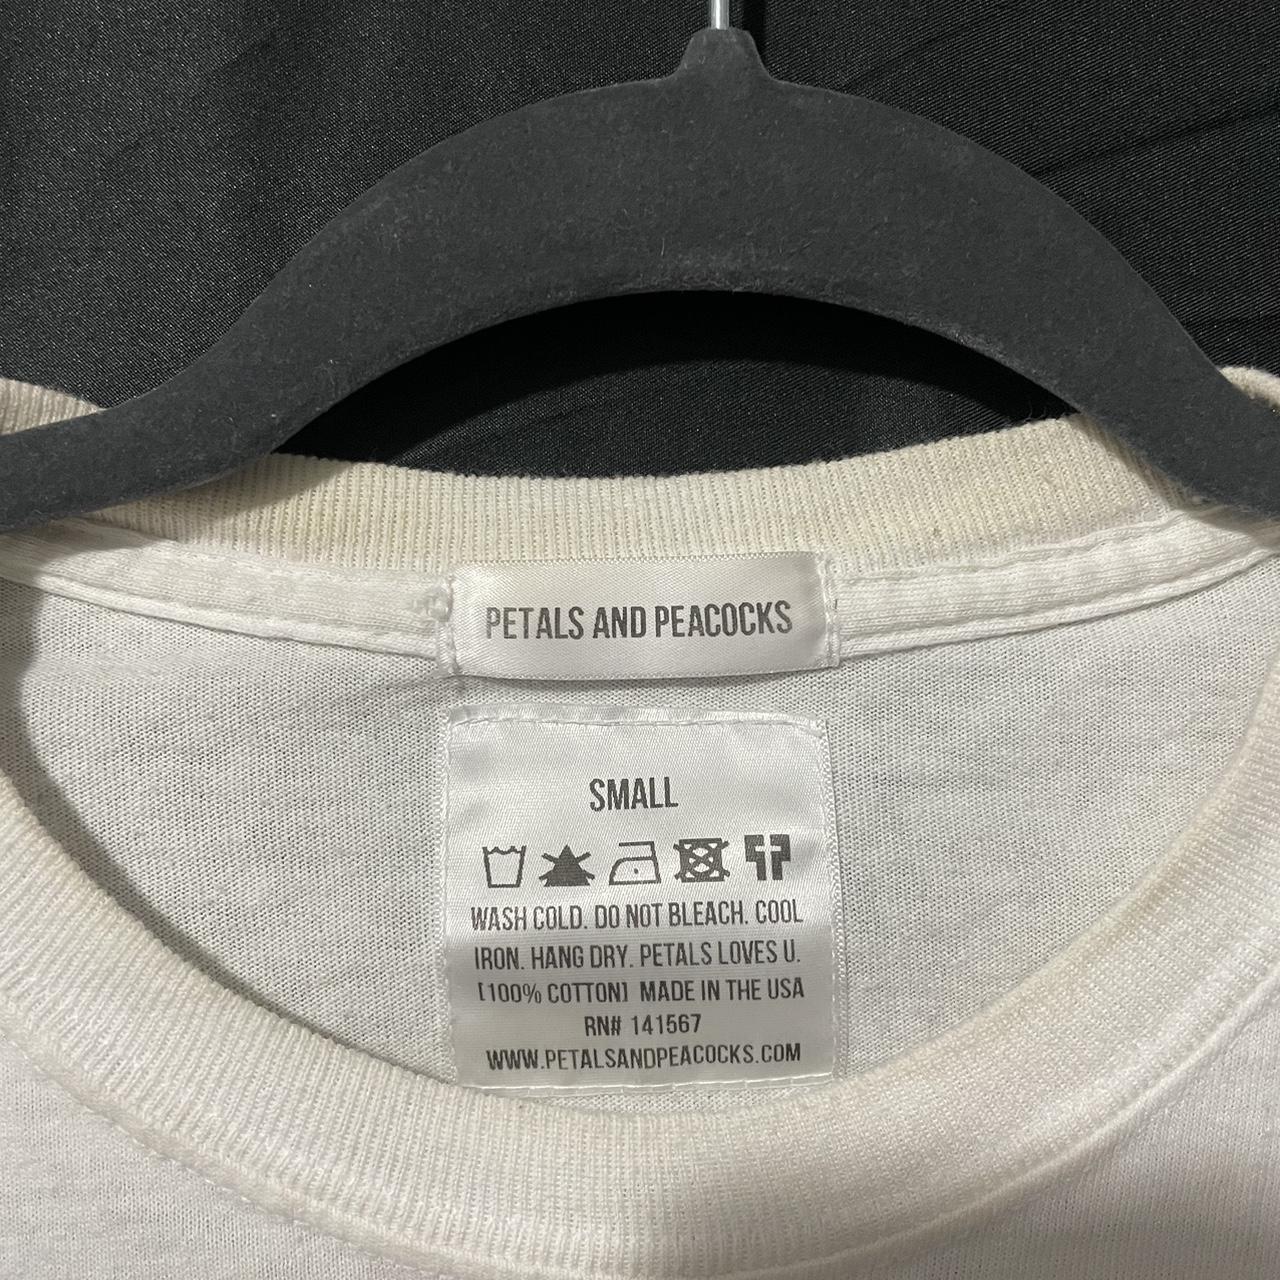 PETALS AND PEACOCKS
SMALL
WASH COLD. DO NOT BLEACH. COOL
IRON. HANG DRY. PETALS LOVES U.
[100% COTTON] MADE IN THE USA
RN# 141567
WWW.PETALSANDPEACOCKS.COM